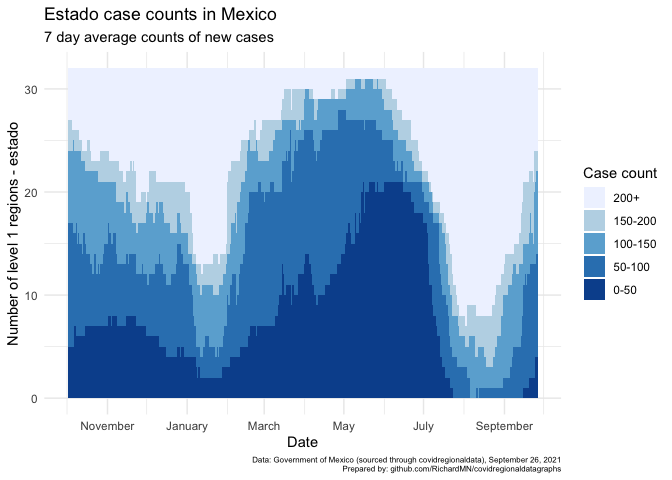 Estado case counts in Mexico
7 day average counts of new cases
Number of level 1 regions - estado
30
20
10
0
November January March May July September
Date
Case count
200+
150-200
100-150
50-100
0-50
Data: Government of Mexico (sourced through covidregionaldata), September 26, 2021
Prepared by: github.com/RichardMN/covidregionaldatagraphs